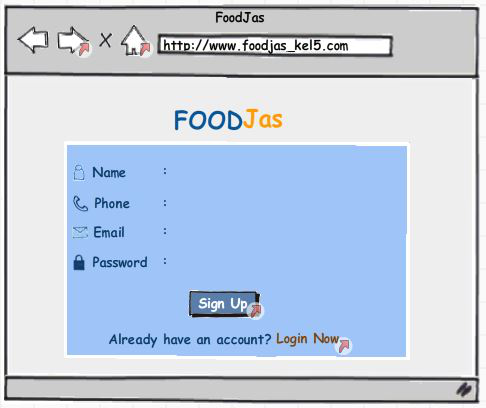 FoodJas
X http://www.foodjas_kel5.com
FOODJas
Name :
Phone :
Email :
Password :
Sign Up
Already have an account? Login Now